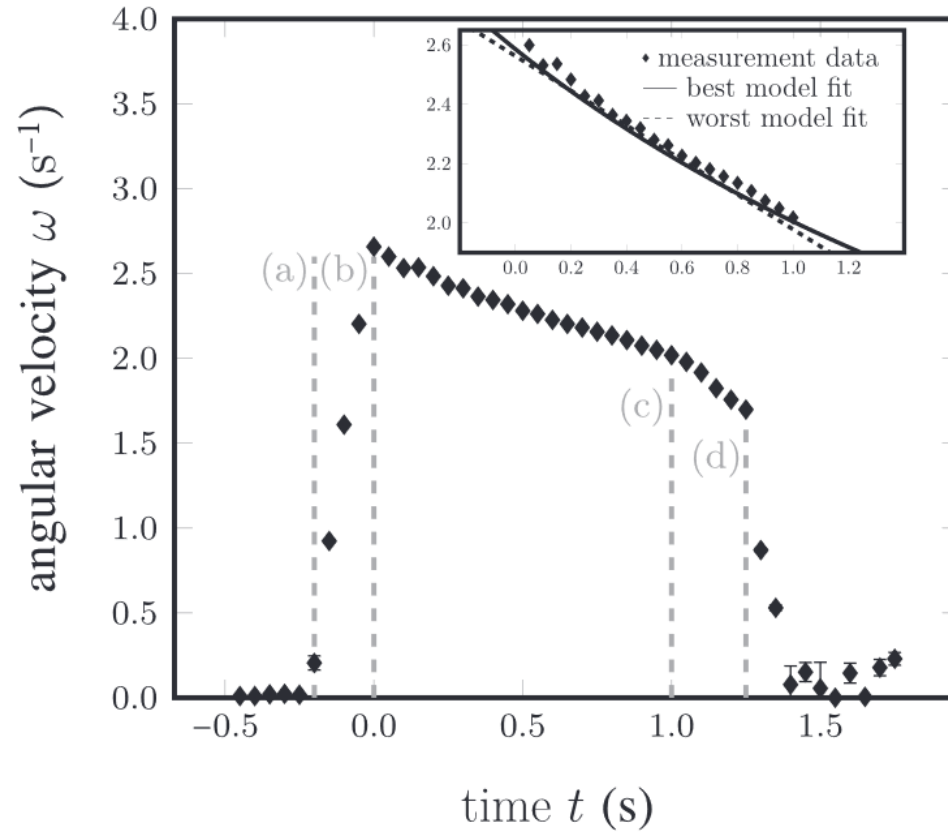 angular velocity ω (s⁻¹)
4.0
3.5
3.0
2.5
2.0
1.5
1.0
0.5
0.0
(a) (b)
(c)
(d)
2.6
2.4
2.2
2.0
measurement data
best model fit
worst model fit
0.0 0.2 0.4 0.6 0.8 1.0 1.2
−0.5 0.0 0.5 1.0 1.5
time t (s)